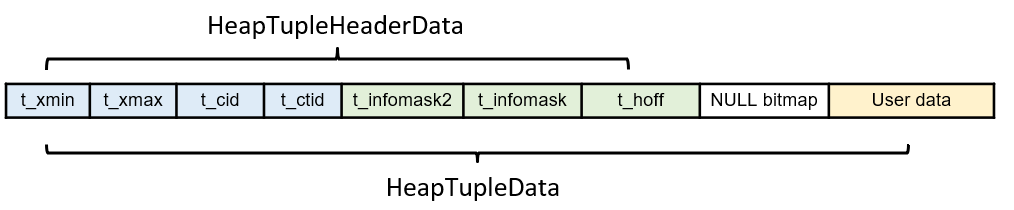 HeapTupleHeaderData
t_xmin t_xmax t_cid t_ctid t_infomask2 t_infomask t_hoff NULL bitmap User data
HeapTupleData